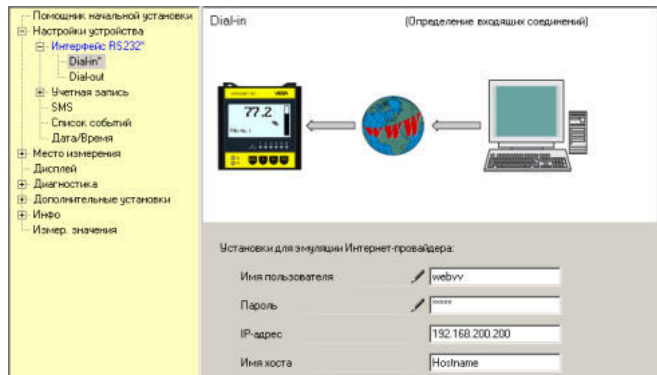 Помощник начальной установки
Настройки устройства
Интерфейс RS232*
Dial-in*
Dial-out
Учетная запись
SMS
Список событий
Дата/Время
Место измерения
Дисплей
Диагностика
Дополнительные установки
Инфо
Измер. значения
Dial-in
(Определение входящих соединений)
VEGA
77.2
%
WWW
Установки для эмуляции Интернет-провайдера:
Имя пользователя
webvv
Пароль
*****
IP-адрес
192.168.200.200
Имя хоста
Hostname